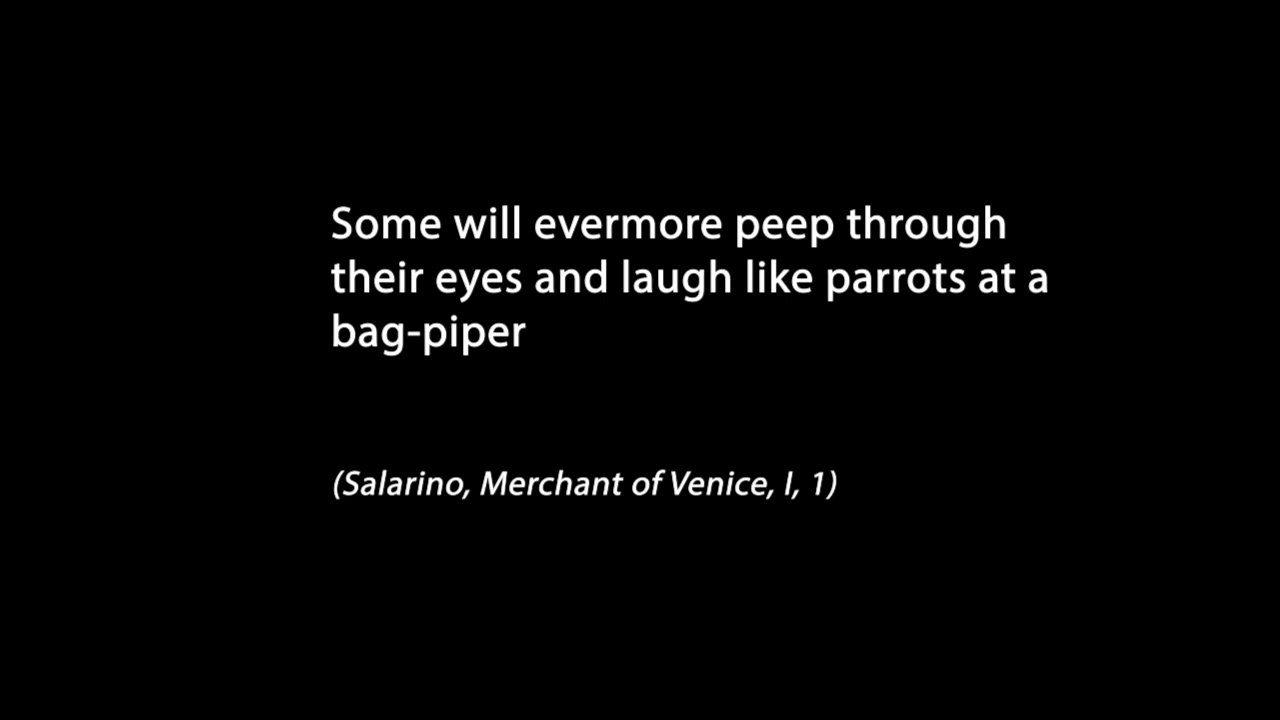 Some will evermore peep through
their eyes and laugh like parrots at a
bag-piper
(Salarino, Merchant of Venice, I, 1)